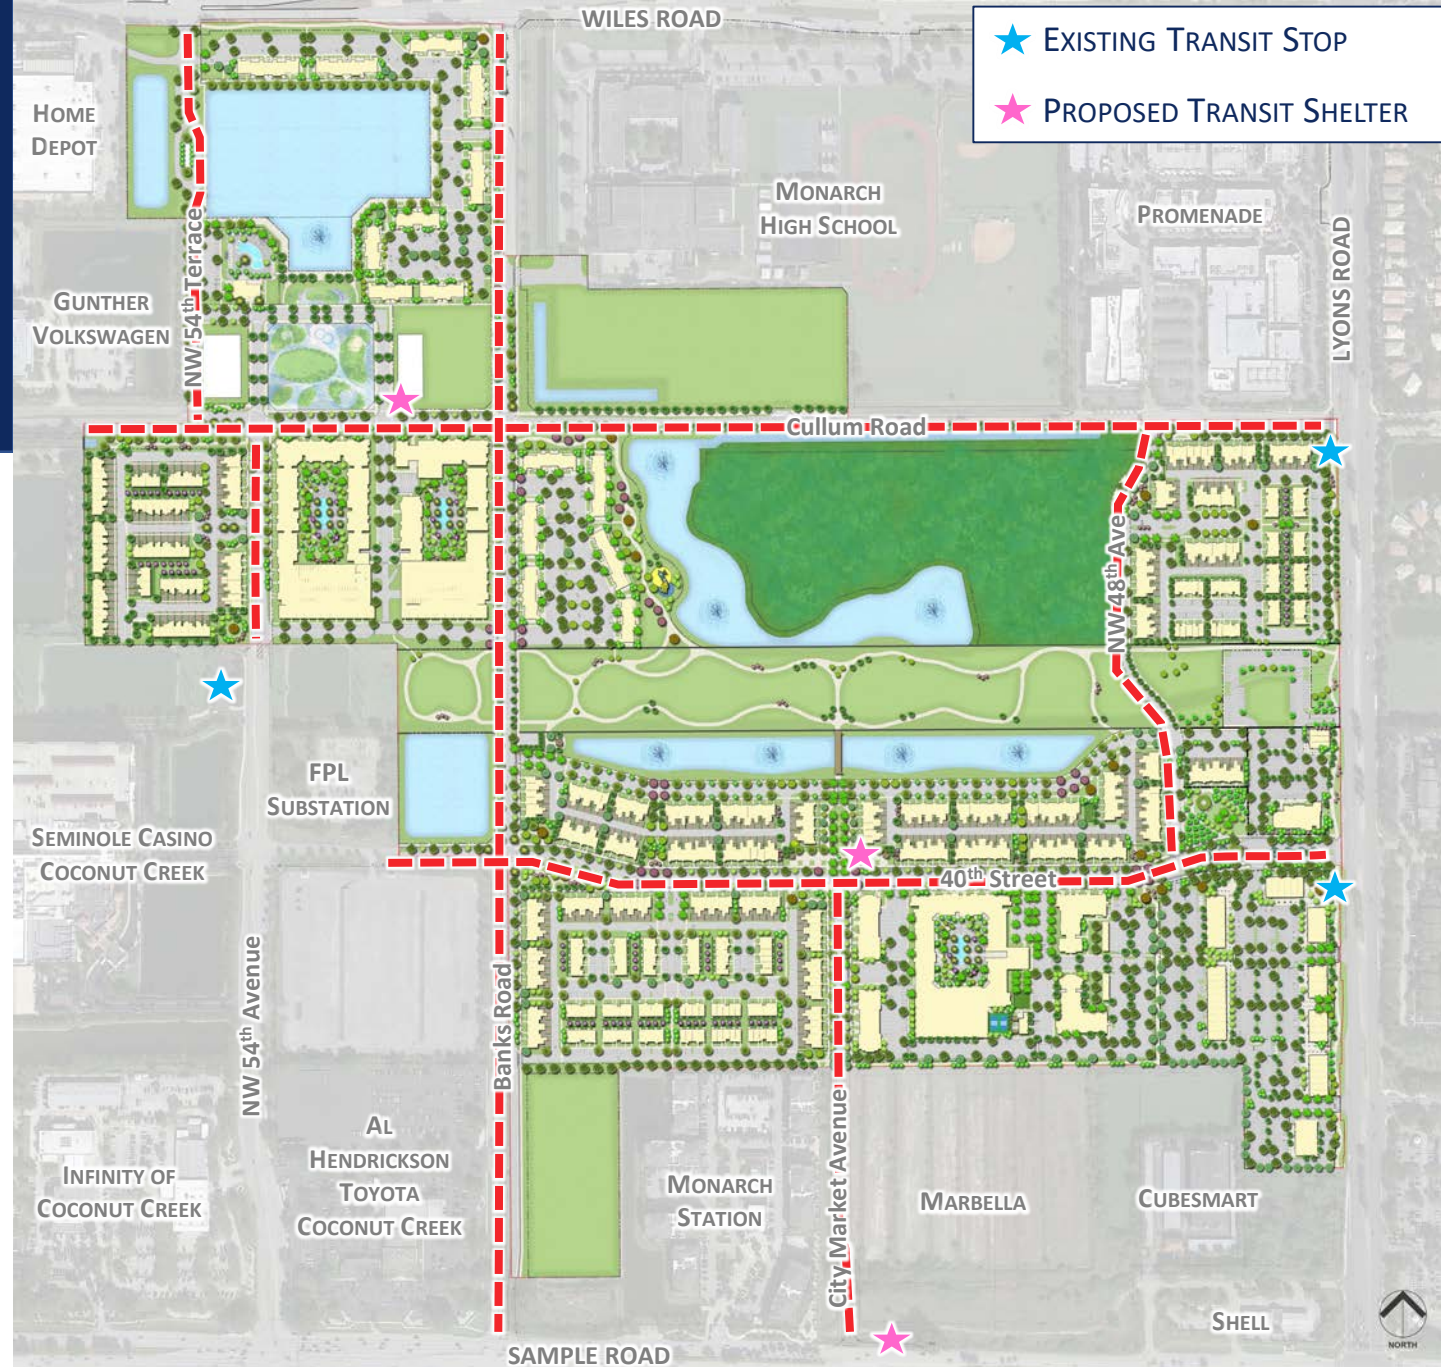 WILES ROAD
EXISTING TRANSIT STOP
PROPOSED TRANSIT SHELTER
HOME
DEPOT
MONARCH
HIGH SCHOOL
PROMENADE
NW 54th Terrace
LYONS ROAD
GUNTHER
VOLKSWAGEN
Cullum Road
NW 48th Ave
FPL
SUBSTATION
SEMINOLE CASINO
COCONUT CREEK
40th Street
NW 54th Avenue
Banks Road
City Market Avenue
AL
HENDRICKSON
TOYOTA
COCONUT CREEK
INFINITY OF
COCONUT CREEK
MONARCH
STATION
MARBELLA
CUBESMART
SHELL
NORTH
SAMPLE ROAD